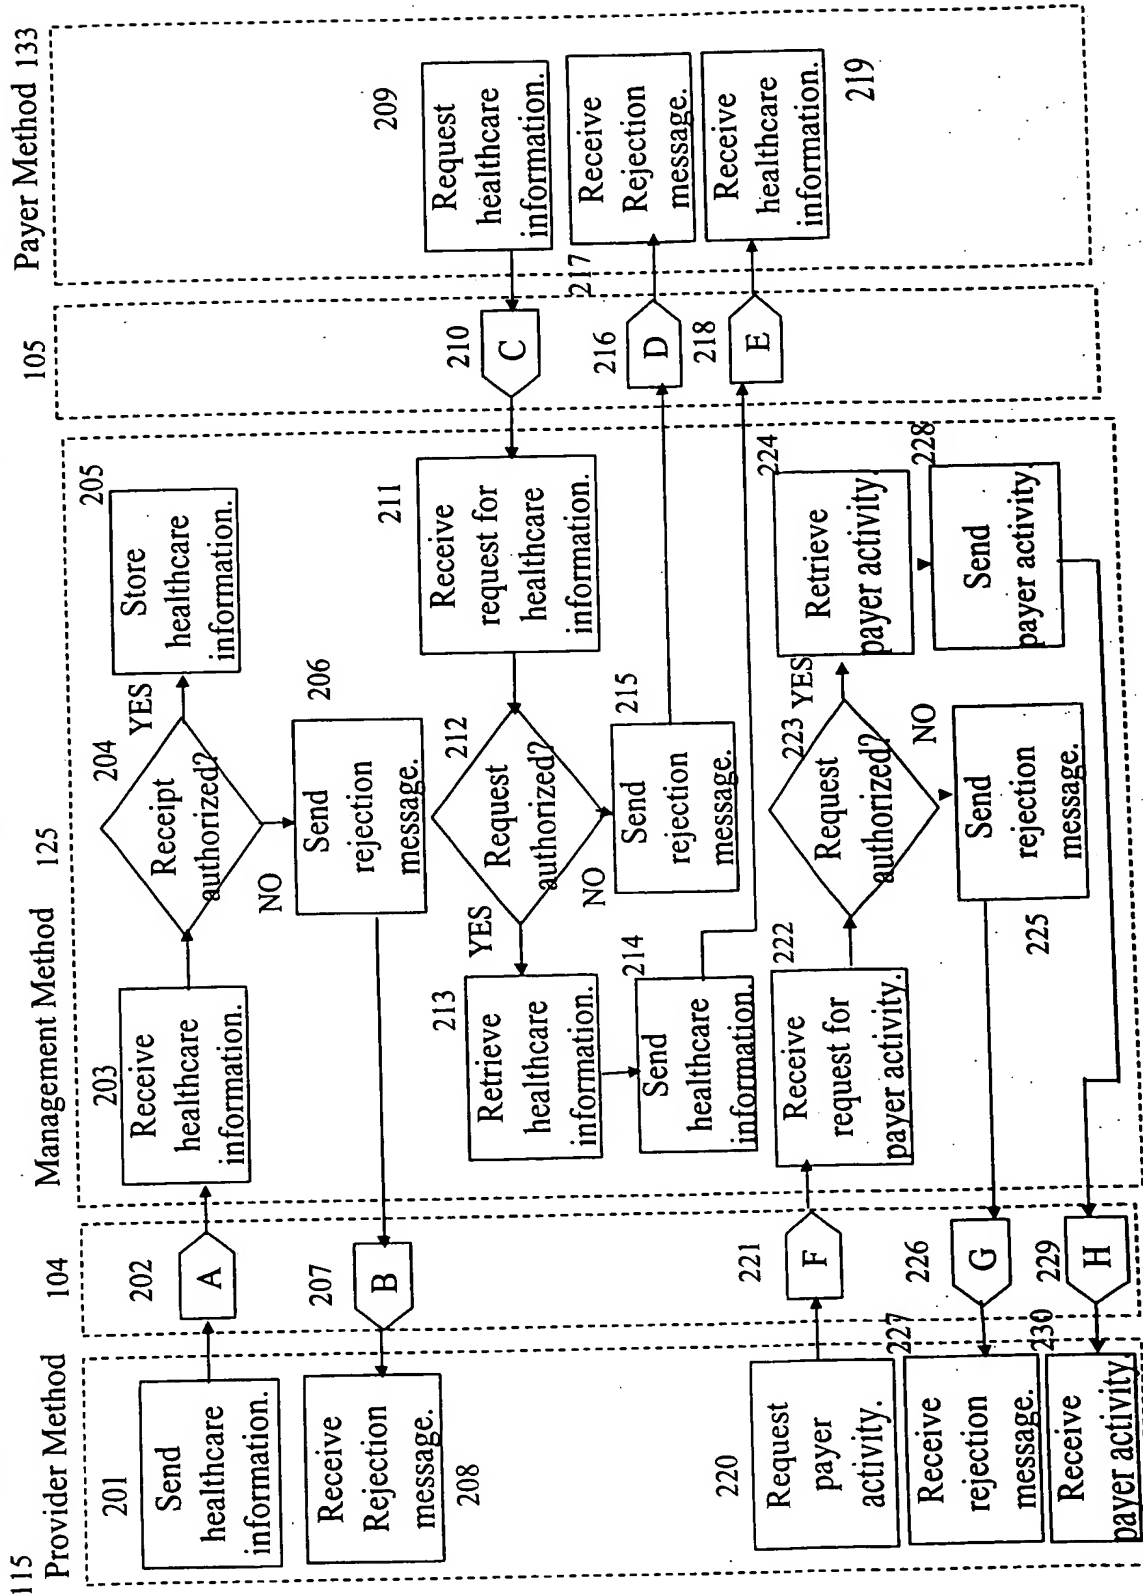 115
Provider Method
104
Management Method 125
105
Payer Method 133
201
Send
healthcare
information.
202
A
203
Receive
healthcare
information.
204
Receipt
authorized?
YES
205
Store
healthcare
information.
NO
206
Send
rejection
message.
207
B
Receive
Rejection
message.
208
209
Request
healthcare
information.
210
C
211
Receive
request for
healthcare
information.
212
Request
authorized?
YES
213
Retrieve
healthcare
information.
214
Send
healthcare
information.
NO
215
Send
rejection
message.
216
D
217
Receive
Rejection
message.
218
E
Receive
healthcare
information.
219
220
Request
payer
activity.
221
F
222
Receive
request for
payer activity.
223
Request
authorized?
YES
224
Retrieve
payer activity.
NO
Send
rejection
message.
225
226
G
227
Receive
rejection
message.
228
Send
payer activity.
229
H
230
Receive
payer activity.